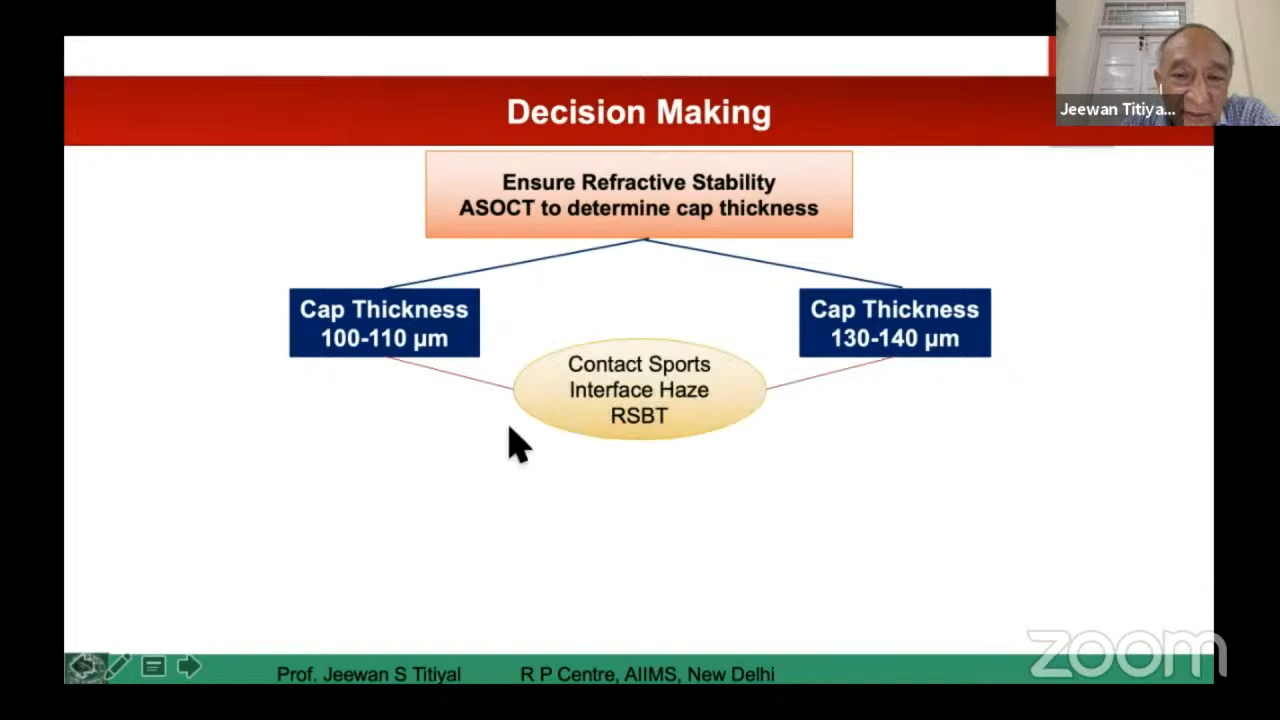 Decision Making
Jeewan Titiya...
Ensure Refractive Stability
ASOCT to determine cap thickness
Cap Thickness
100-110 µm
Cap Thickness
130-140 µm
Contact Sports
Interface Haze
RSBT
zoom
Prof. Jeewan S Titiyal
R P Centre, AIIMS, New Delhi